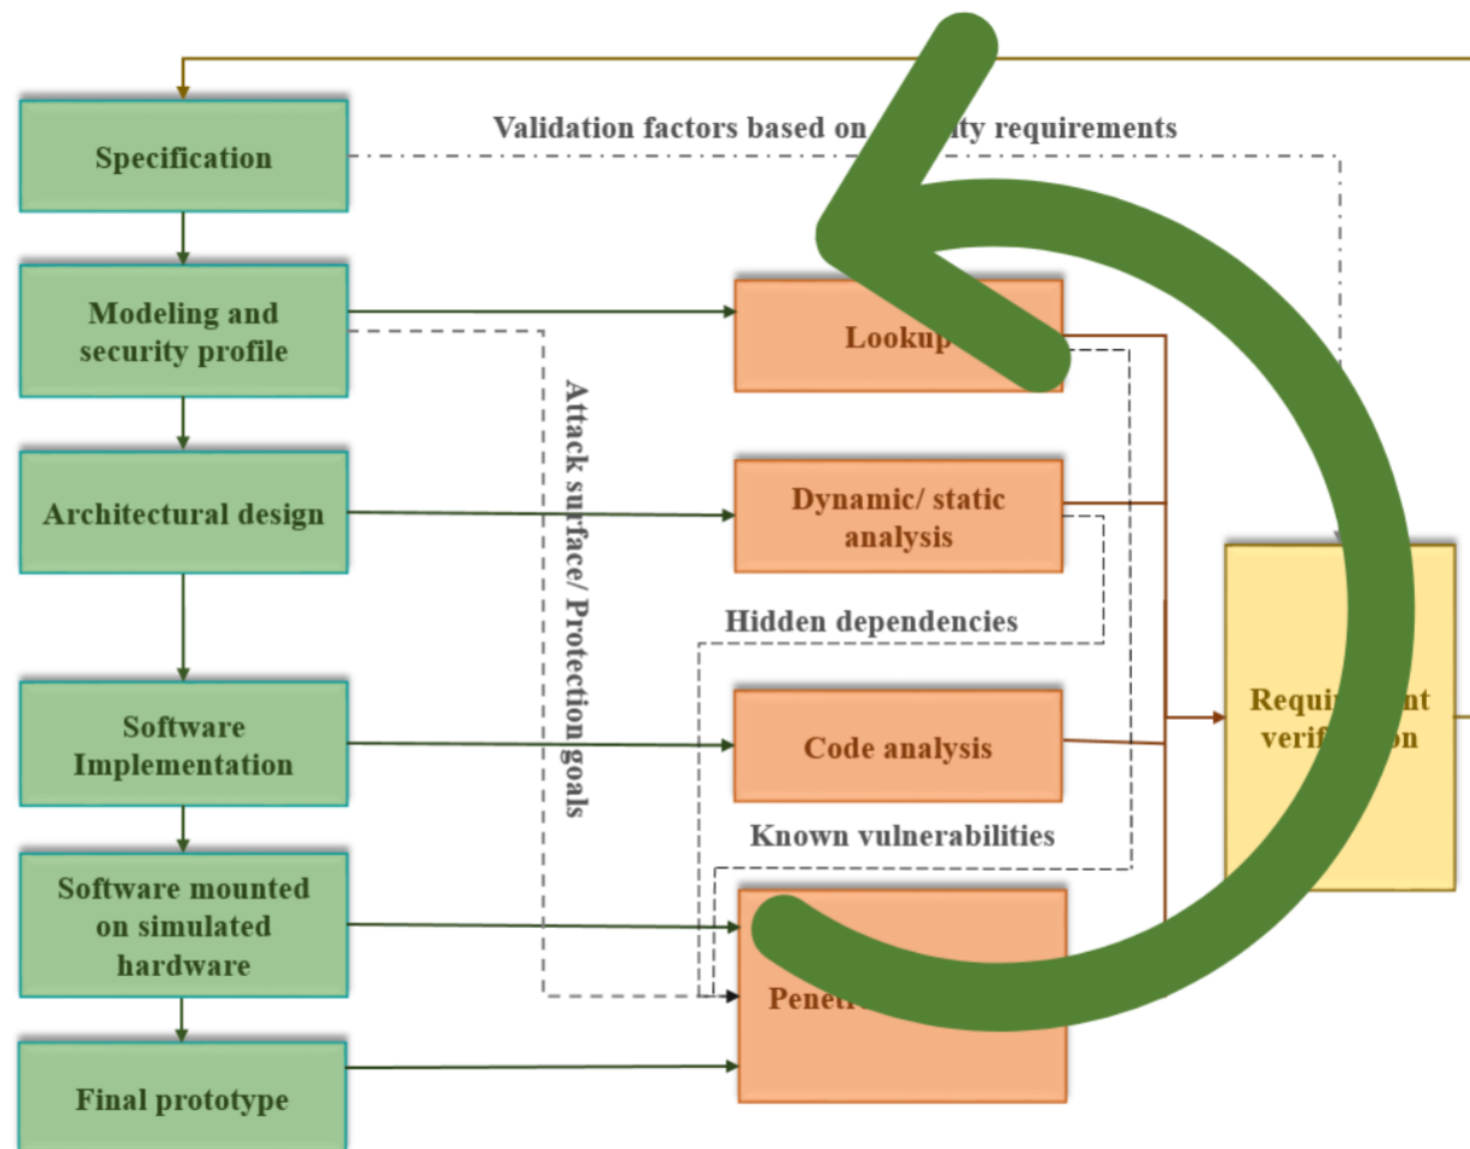 Validation factors based on requirements
Specification
Modeling and
security profile
Lookup
Attack surface/ Protection goals
Architectural design
Dynamic/ static
analysis
Hidden dependencies
Software
Implementation
Code analysis
Known vulnerabilities
Software mounted
on simulated
hardware
Final prototype